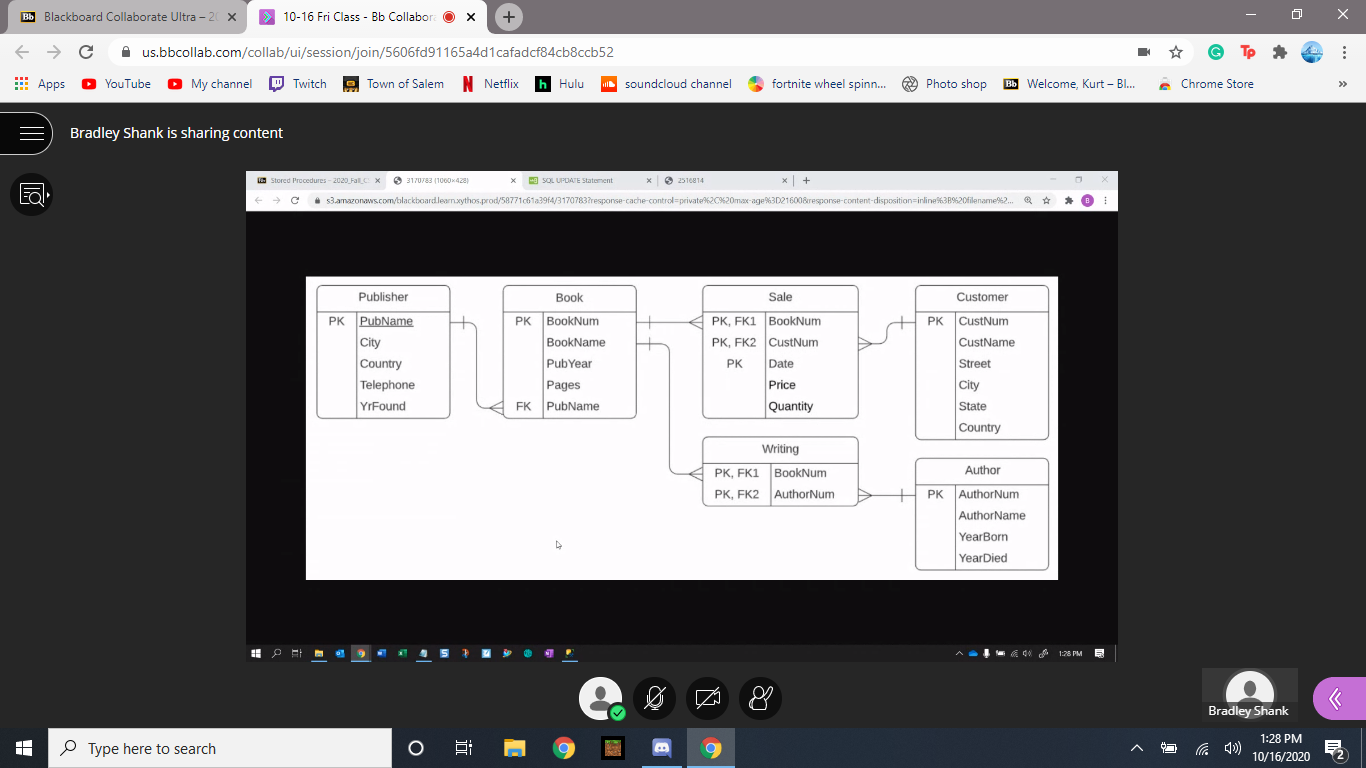 Blackboard Collaborate Ultra – 20
10-16 Fri Class - Bb Collabora
us.bbcollab.com/collab/ui/session/join/5606fd91165a4d1cafadcf84cb8ccb52
Apps YouTube My channel Twitch Town of Salem Netflix Hulu soundcloud channel fortnite wheel spinn... Photo shop Welcome, Kurt – Bl... Chrome Store »
Bradley Shank is sharing content
Stored Procedures – 2020_Fall_C 3170783 (1060×428) SQL UPDATE Statement 2516814
s3.amazonaws.com/blackboard.learn.xythos.prod/58771c61a39f4/3170783?response-cache-control=private%2C%20max-age%3D21600&response-content-disposition=inline%3B%20filename%2...
Publisher
PK PubName
City
Country
Telephone
YrFound
Book
PK BookNum
BookName
PubYear
Pages
FK PubName
Sale
PK, FK1 BookNum
PK, FK2 CustNum
PK Date
Price
Quantity
Customer
PK CustNum
CustName
Street
City
State
Country
Writing
PK, FK1 BookNum
PK, FK2 AuthorNum
Author
PK AuthorNum
AuthorName
YearBorn
YearDied
1:28 PM
Bradley Shank
Type here to search
1:28 PM
10/16/2020
2